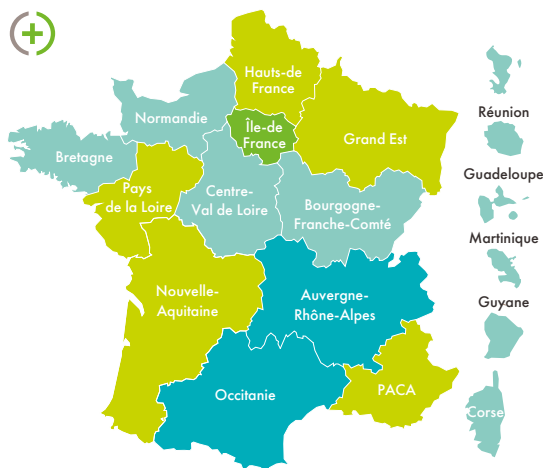 Hauts-de
France
Normandie
Île-de
France
Grand Est
Bretagne
Pays
de la Loire
Centre-
Val de Loire
Bourgogne-
Franche-Comté
Nouvelle-
Aquitaine
Auvergne-
Rhône-Alpes
Occitanie
PACA
Réunion
Guadeloupe
Martinique
Guyane
Corse